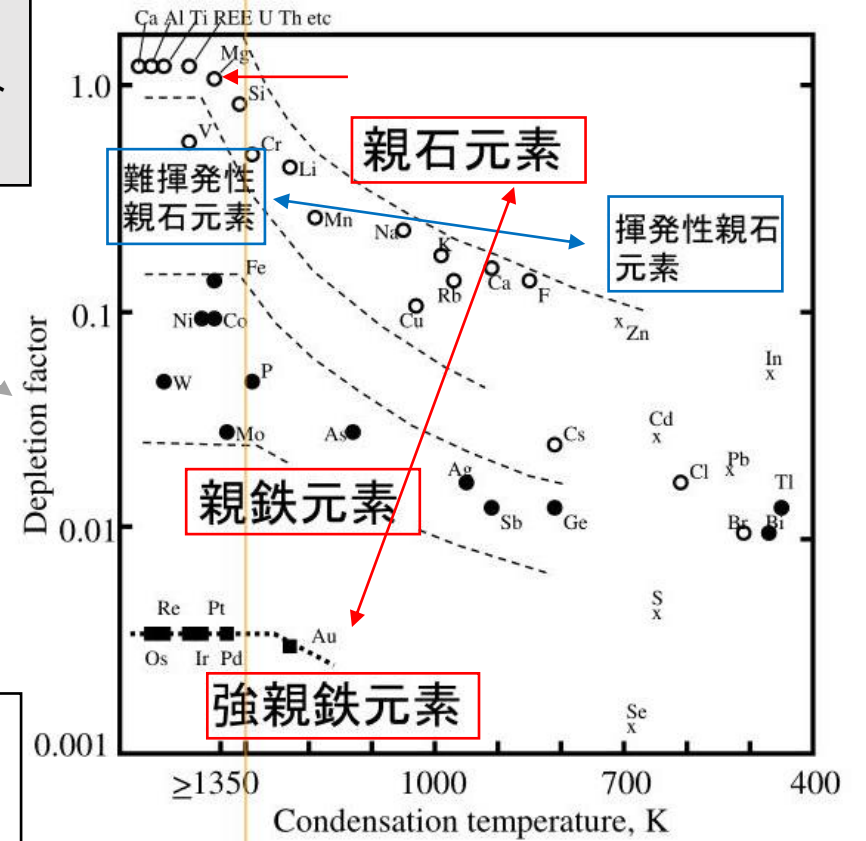 Ca Al Ti REE U Th etc
Mg
1.0
Si
V
Cr
親石元素
Li
難揮発性
親石元素
Mn
Na
K
揮発性親石
元素
Fe
Rb
Ca
F
0.1
Ni
Co
Cu
Zn
In
x
x
W
P
Cd
x
Mo
As
Cs
Pb
x
Cl
Tl
Ag
親鉄元素
Sb
Ge
Br
Bi
0.01
S
x
Re
Pt
Au
Os
Ir
Pd
強親鉄元素
Se
x
0.001
≥1350
1000
700
400
Depletion factor
Condensation temperature, K